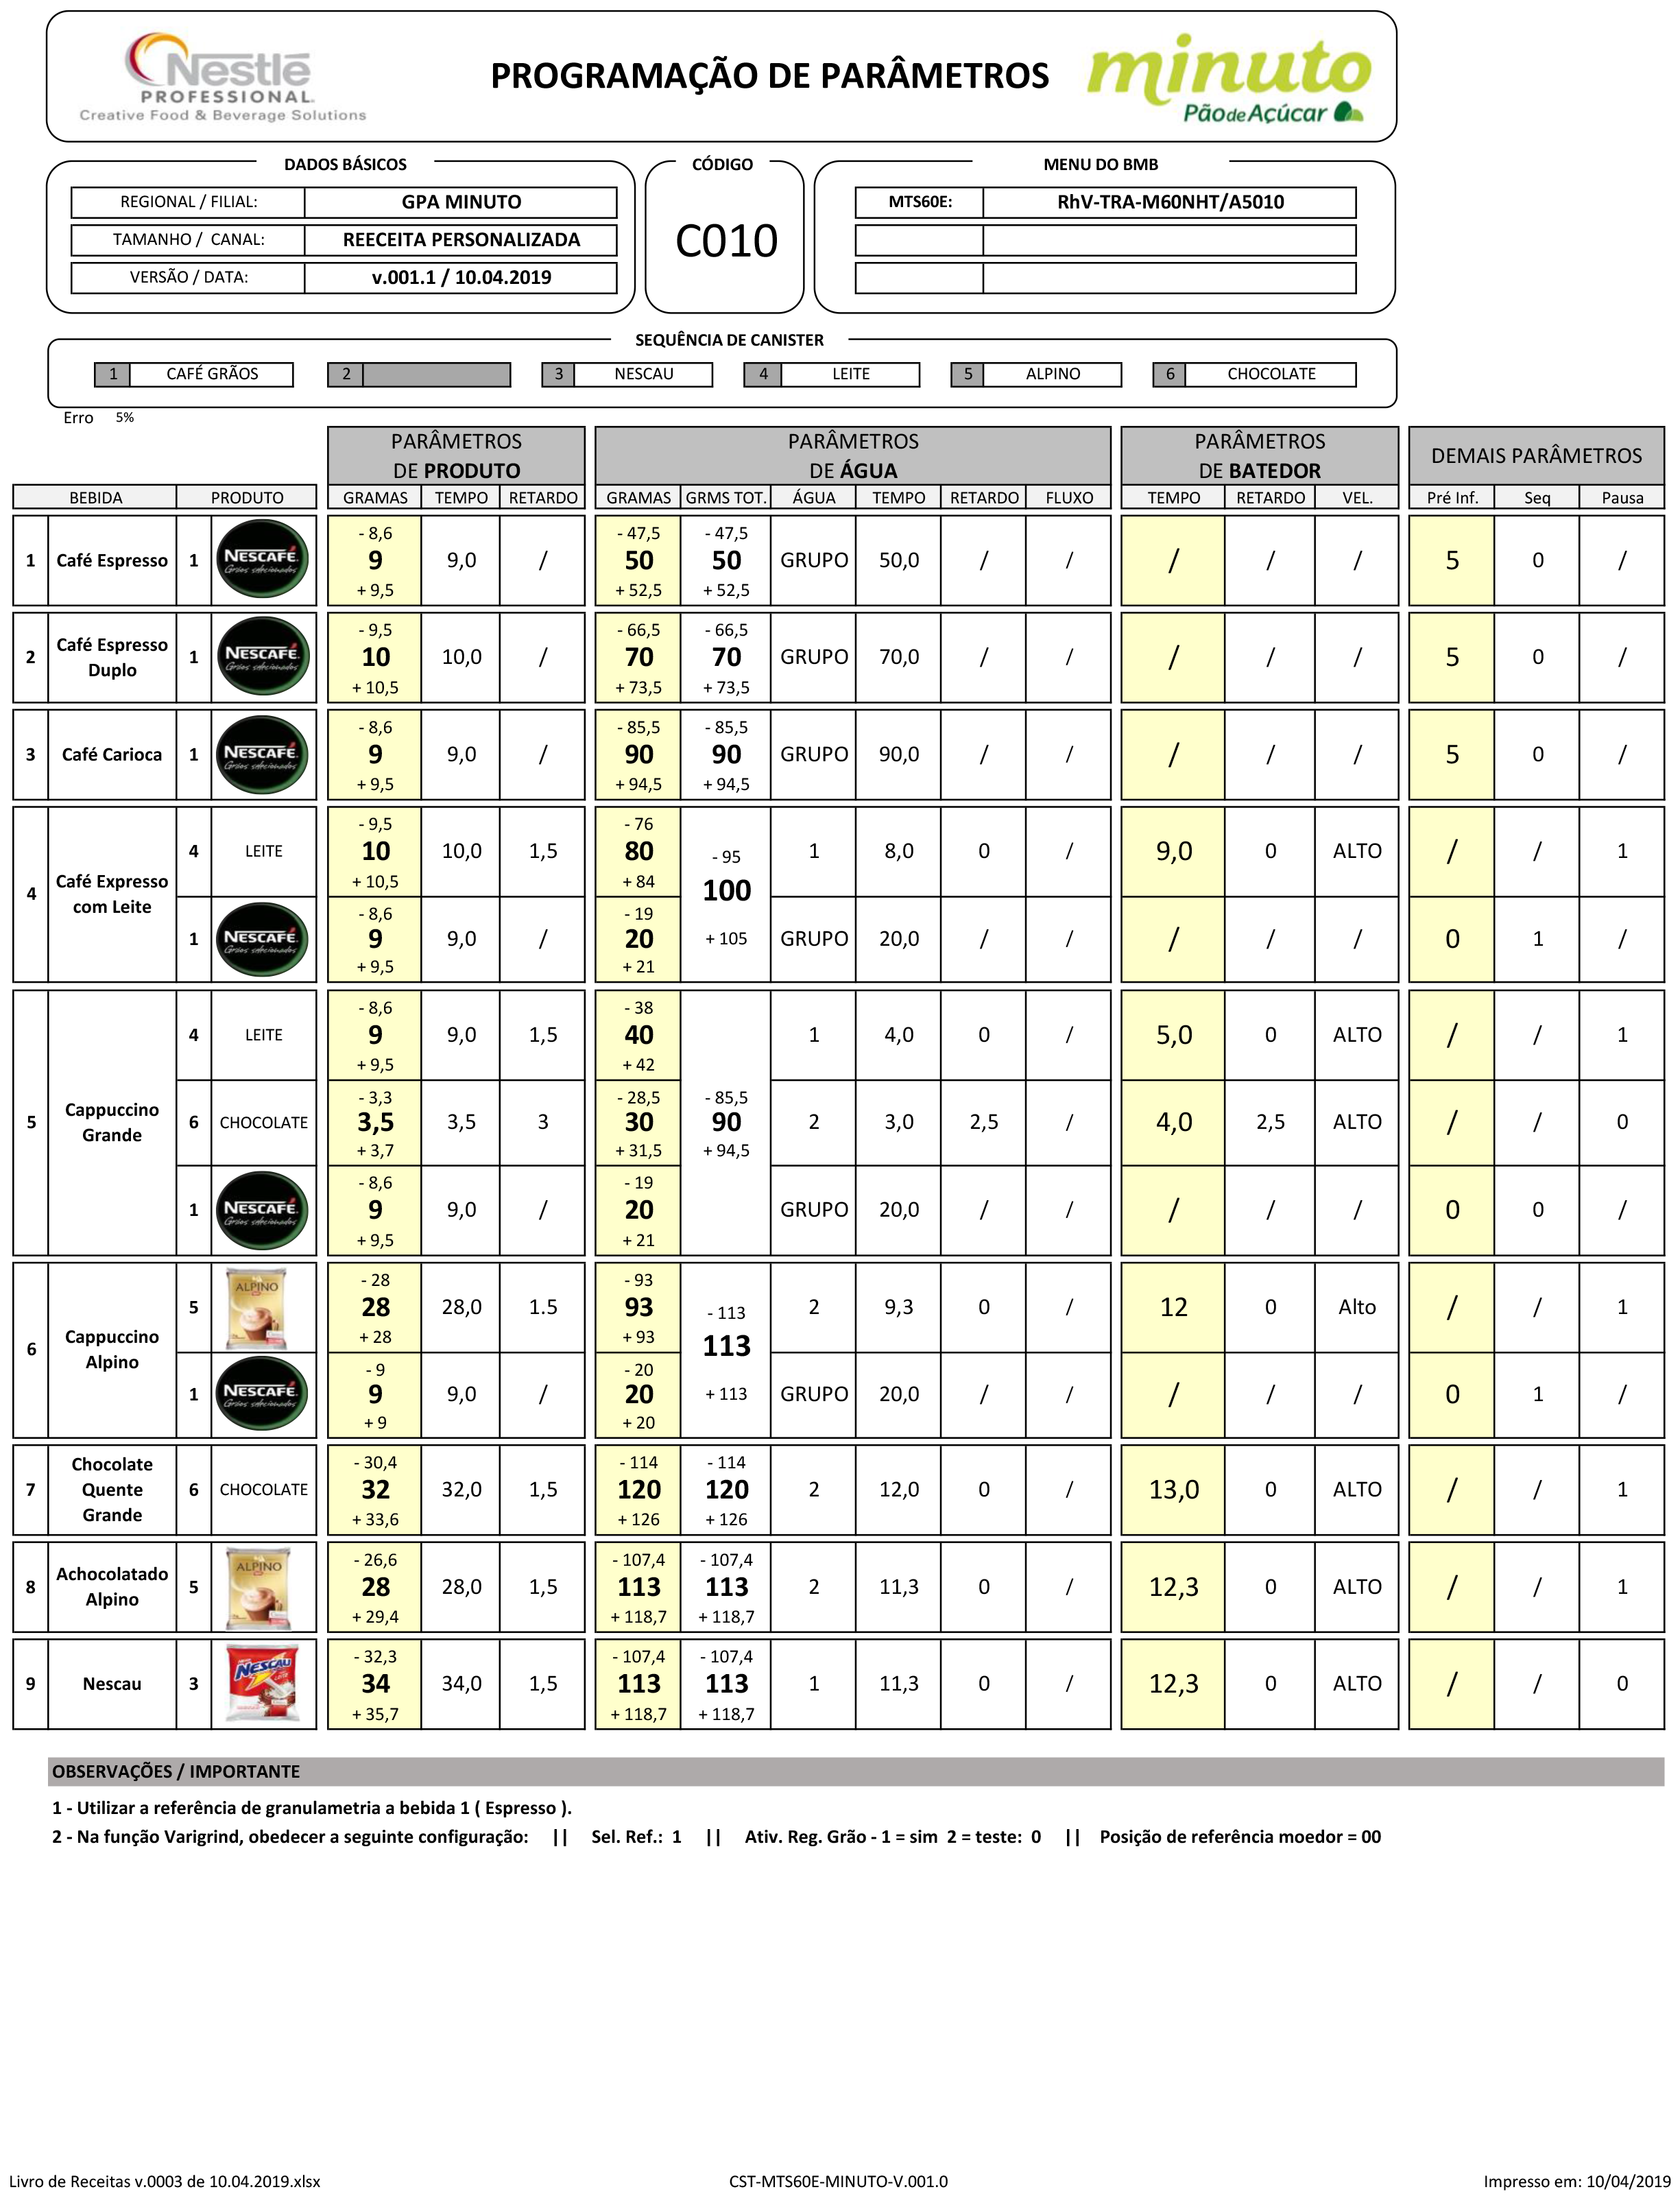 Nestlé
PROFESSIONAL.
Creative Food & Beverage Solutions
PROGRAMAÇÃO DE PARÂMETROS
minuto
Pão de Açúcar
DADOS BÁSICOS
REGIONAL / FILIAL: GPA MINUTO
TAMANHO / CANAL: REECEITA PERSONALIZADA
VERSÃO / DATA: v.001.1 / 10.04.2019
CÓDIGO
C010
MENU DO BMB
MTS60E: RhV-TRA-M60NHT/A5010
SEQUÊNCIA DE CANISTER
1 CAFÉ GRÃOS 2 3 NESCAU 4 LEITE 5 ALPINO 6 CHOCOLATE
Erro 5%
PARÂMETROS DE PRODUTO
PARÂMETROS DE ÁGUA
PARÂMETROS DE BATEDOR
DEMAIS PARÂMETROS
BEBIDA PRODUTO GRAMAS TEMPO RETARDO GRAMAS GRMS TOT. ÁGUA TEMPO RETARDO FLUXO TEMPO RETARDO VEL. Pré Inf. Seq Pausa
- 8,6 - 47,5 - 47,5
1 Café Espresso 1 NESCAFÉ. 9 9,0 / 50 50 GRUPO 50,0 / / / / / 5 0 /
+ 9,5 + 52,5 + 52,5
- 9,5 - 66,5 - 66,5
2 Café Espresso Duplo 1 NESCAFÉ. 10 10,0 / 70 70 GRUPO 70,0 / / / / / 5 0 /
+ 10,5 + 73,5 + 73,5
- 8,6 - 85,5 - 85,5
3 Café Carioca 1 NESCAFÉ. 9 9,0 / 90 90 GRUPO 90,0 / / / / / 5 0 /
+ 9,5 + 94,5 + 94,5
- 9,5 - 76
4 Café Expresso com Leite 4 LEITE 10 10,0 1,5 80 1 8,0 0 / 9,0 0 ALTO / / 1
+ 10,5 + 84
- 95
100
+ 105
- 8,6 - 19
1 NESCAFÉ. 9 9,0 / 20 GRUPO 20,0 / / / / / 0 1 /
+ 9,5 + 21
- 8,6 - 38
5 Cappuccino Grande 4 LEITE 9 9,0 1,5 40 1 4,0 0 / 5,0 0 ALTO / / 1
+ 9,5 + 42
- 3,3 - 28,5 - 85,5
6 CHOCOLATE 3,5 3,5 3 30 90 2 3,0 2,5 / 4,0 2,5 ALTO / / 0
+ 3,7 + 31,5 + 94,5
- 8,6 - 19
1 NESCAFÉ 9 9,0 / 20 GRUPO 20,0 / / / / / 0 0 /
+ 9,5 + 21
- 28 - 93
6 Cappuccino Alpino 5 ALPINO 28 28,0 1.5 93 2 9,3 0 / 12 0 Alto / / 1
+ 28 + 93
- 113
113
+ 113
- 9 - 20
1 NESCAFÉ. 9 9,0 / 20 GRUPO 20,0 / / / / / 0 1 /
+ 9 + 20
- 30,4 - 114 - 114
7 Chocolate Quente Grande 6 CHOCOLATE 32 32,0 1,5 120 120 2 12,0 0 / 13,0 0 ALTO / / 1
+ 33,6 + 126 + 126
- 26,6 - 107,4 - 107,4
8 Achocolatado Alpino 5 ALPINO 28 28,0 1,5 113 113 2 11,3 0 / 12,3 0 ALTO / / 1
+ 29,4 + 118,7 + 118,7
- 32,3 - 107,4 - 107,4
9 Nescau 3 NESCAU 34 34,0 1,5 113 113 1 11,3 0 / 12,3 0 ALTO / / 0
+ 35,7 + 118,7 + 118,7
OBSERVAÇÕES / IMPORTANTE
1 - Utilizar a referência de granulametria a bebida 1 ( Espresso ).
2 - Na função Varigrind, obedecer a seguinte configuração: || Sel. Ref.: 1 || Ativ. Reg. Grão - 1 = sim 2 = teste: 0 || Posição de referência moedor = 00
Livro de Receitas v.0003 de 10.04.2019.xlsx CST-MTS60E-MINUTO-V.001.0 Impresso em: 10/04/2019